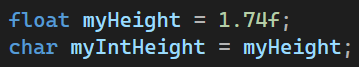 float myHeight = 1.74f;
char myIntHeight = myHeight;